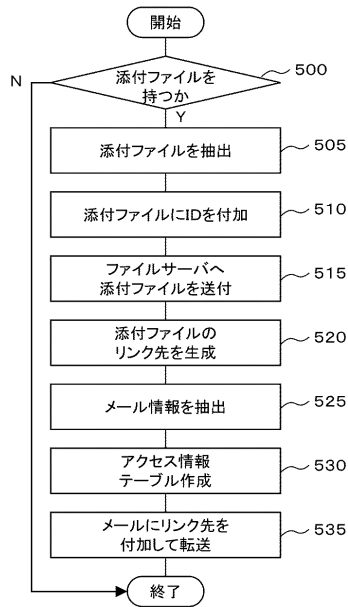 開始
添付ファイルを
持つか
500
N
Y
添付ファイルを抽出
505
添付ファイルにIDを付加
510
ファイルサーバへ
添付ファイルを送付
515
添付ファイルの
リンク先を生成
520
メール情報を抽出
525
アクセス情報
テーブル作成
530
メールにリンク先を
付加して転送
535
終了